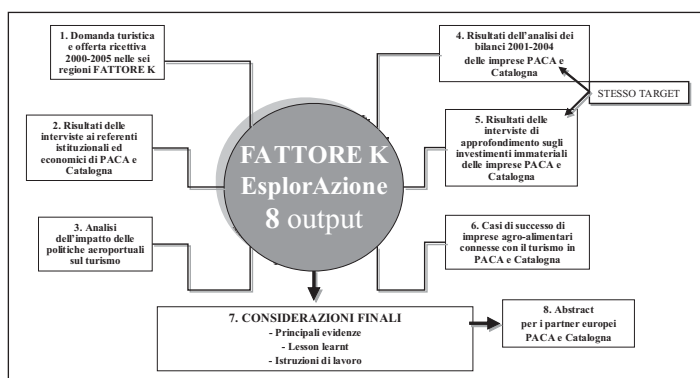 1. Domanda turistica
e offerta ricettiva
2000-2005 nelle sei
regioni FATTORE K
2. Risultati delle
interviste ai referenti
istituzionali ed
economici di PACA e
Catalogna
3. Analisi
dell'impatto delle
politiche aeroportuali
sul turismo
FATTORE K
EsplorAzione
8 output
4. Risultati dell'analisi dei
bilanci 2001-2004
delle imprese PACA e
Catalogna
STESSO TARGET
5. Risultati delle
interviste di
approfondimento sugli
investimenti immateriali
delle imprese PACA e
Catalogna
6. Casi di successo di
imprese agro-alimentari
connesse con il turismo in
PACA e Catalogna
7. CONSIDERAZIONI FINALI
- Principali evidenze
- Lesson learnt
- Istruzioni di lavoro
8. Abstract
per i partner europei
PACA e Catalogna